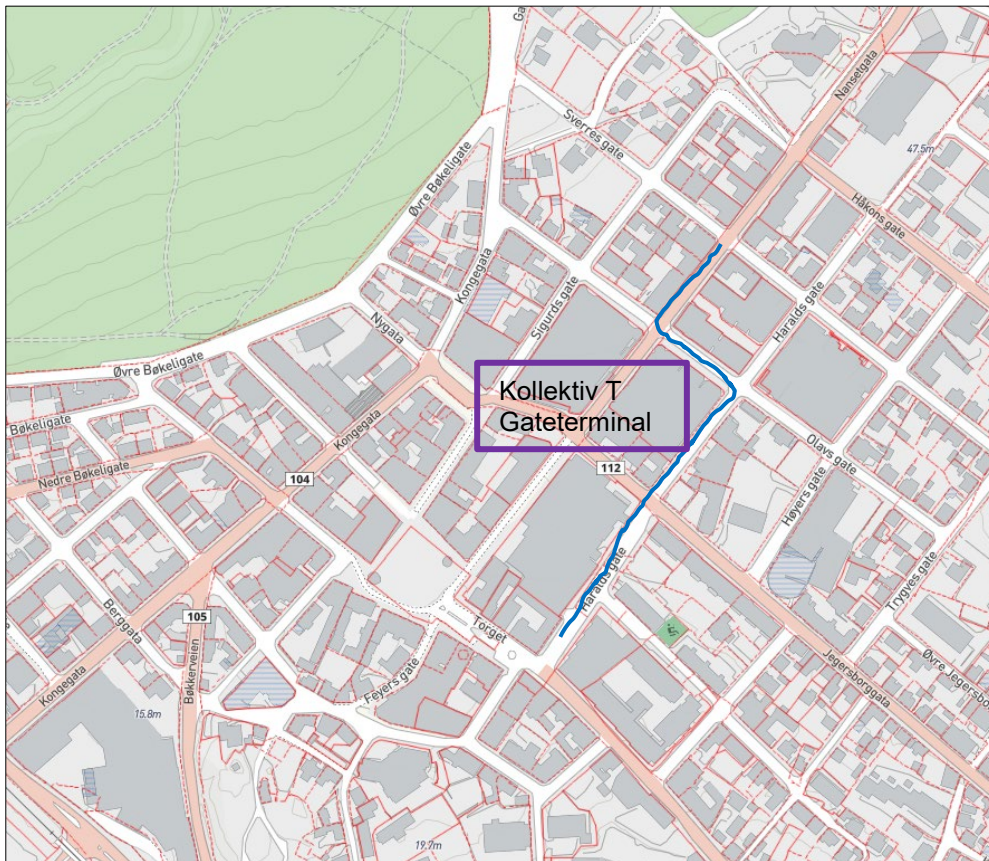 Ga
Nansetgata
Sverres gate
47.5m
Håkons gate
Øvre Bøkeligate
Kongegata
Sigurds gate
Haralds gate
Nygata
Øvre Bøkeligate
Kollektiv T
Gateterminal
Bøkeligate
Kongegata
Olavs gate
Nedre Bøkeligate
104
112
Høyers gate
Haralds gate
Trygves gate
Berggata
105
Torget
Øvre Jegersbo
Jegersborggata
Kongegata
Bøkkerveien
Feyers gate
15.8m
19.7m